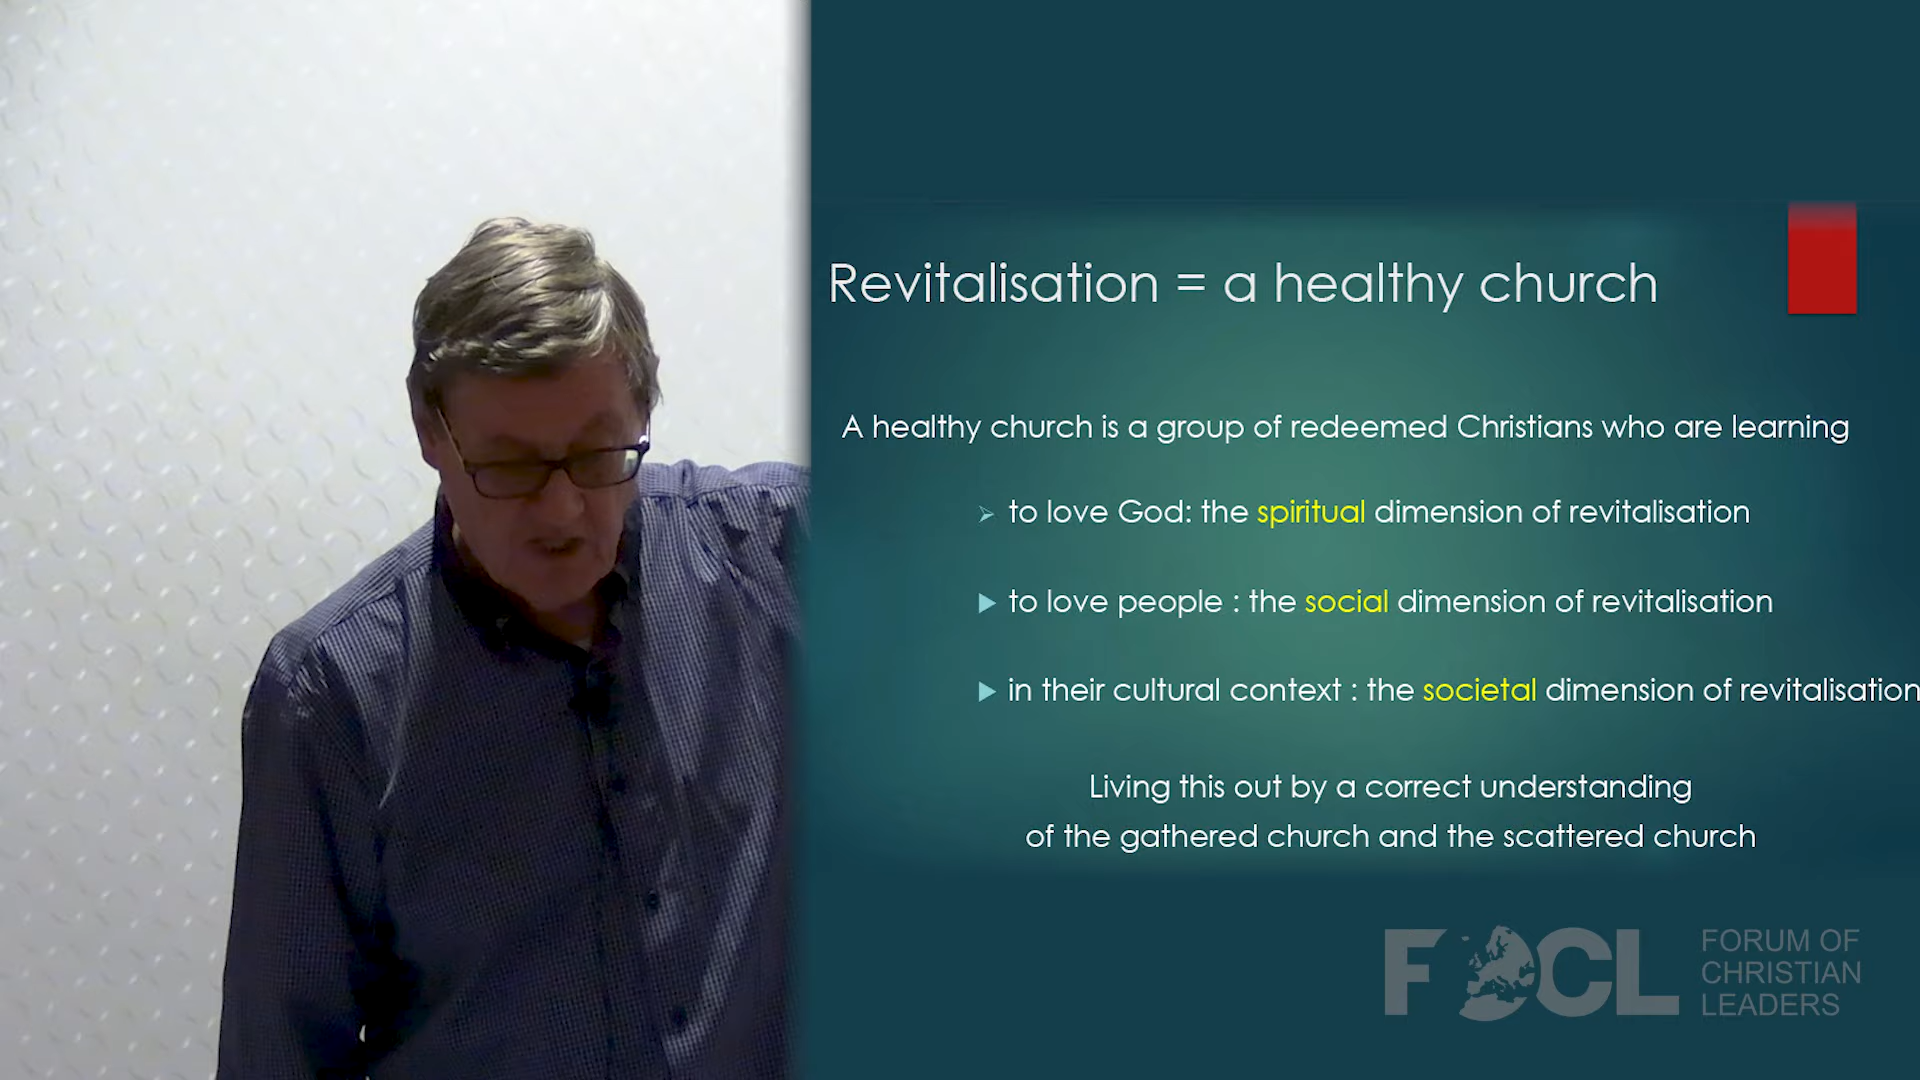 Revitalisation = a healthy church
A healthy church is a group of redeemed Christians who are learning
to love God: the spiritual dimension of revitalisation
to love people : the social dimension of revitalisation
in their cultural context : the societal dimension of revitalisation
Living this out by a correct understanding
of the gathered church and the scattered church
FOCL
FORUM OF
CHRISTIAN
LEADERS